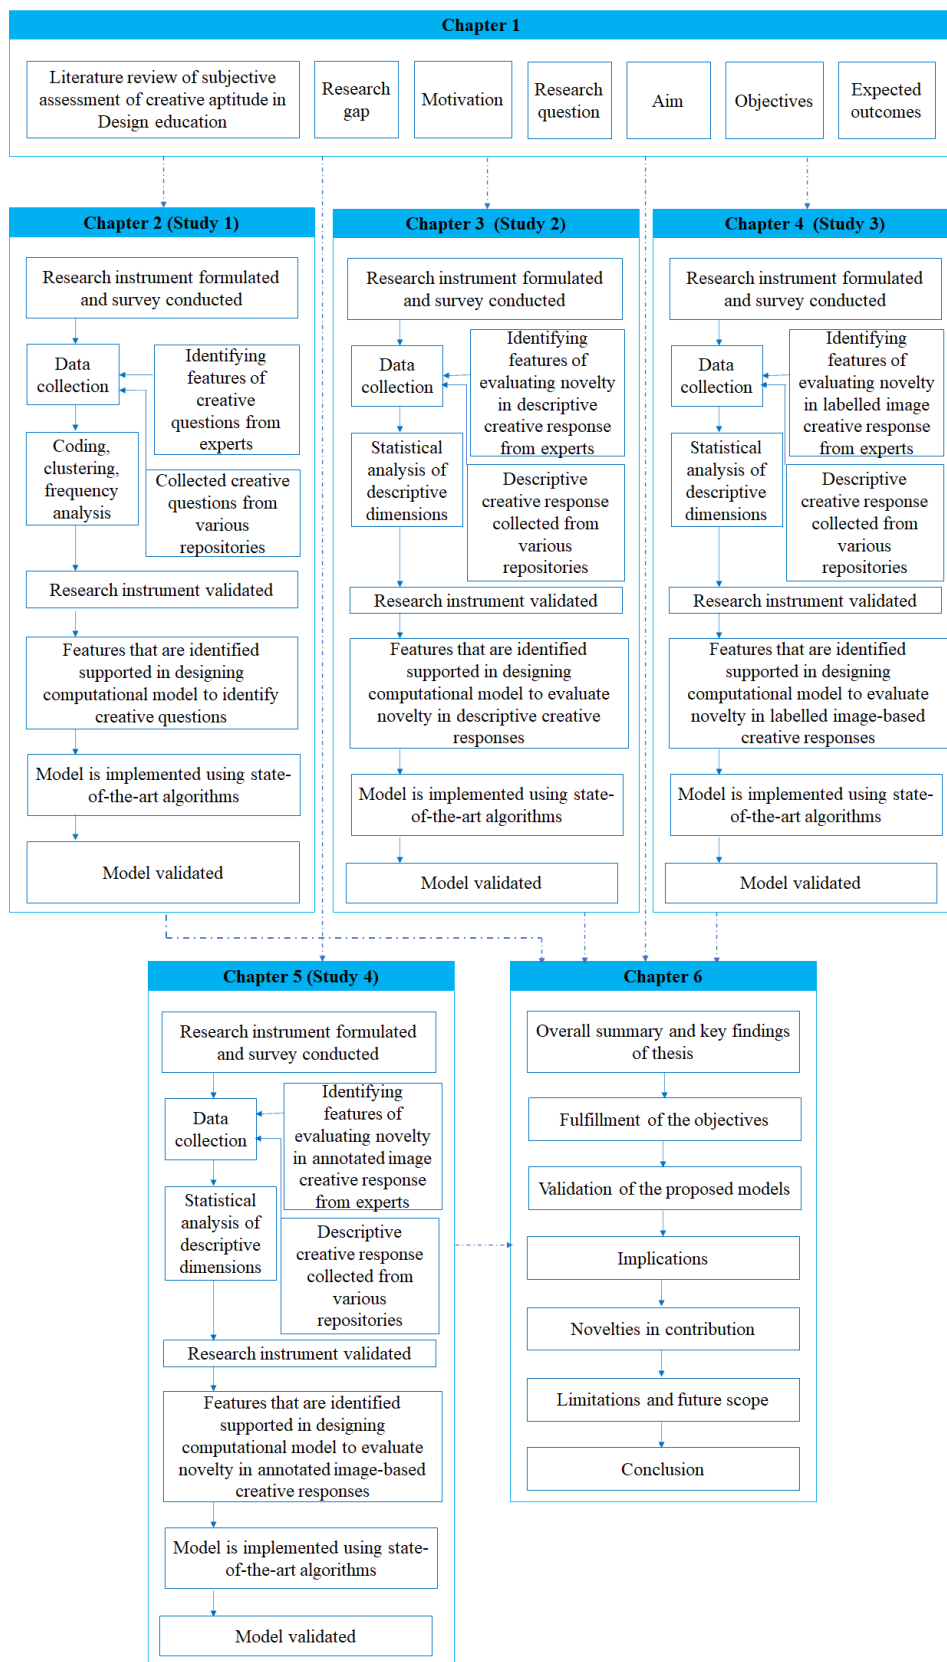 Chapter 1
Literature review of subjective
assessment of creative aptitude in
Design education
Research
gap
Motivation
Research
question
Aim
Objectives
Expected
outcomes
Chapter 2 (Study 1)
Research instrument formulated
and survey conducted
Data
collection
Identifying
features of
creative
questions from
experts
Coding,
clustering,
frequency
analysis
Collected creative
questions from
various
repositories
Research instrument validated
Features that are identified
supported in designing
computational model to identify
creative questions
Model is implemented using state-
of-the-art algorithms
Model validated
Chapter 3 (Study 2)
Research instrument formulated
and survey conducted
Data
collection
Identifying
features of
evaluating novelty
in descriptive
creative response
from experts
Statistical
analysis of
descriptive
dimensions
Descriptive
creative response
collected from
various
repositories
Research instrument validated
Features that are identified
supported in designing
computational model to evaluate
novelty in descriptive creative
responses
Model is implemented using state-
of-the-art algorithms
Model validated
Chapter 4 (Study 3)
Research instrument formulated
and survey conducted
Data
collection
Identifying
features of
evaluating novelty
in labelled image
creative response
from experts
Statistical
analysis of
descriptive
dimensions
Descriptive
creative response
collected from
various
repositories
Research instrument validated
Features that are identified
supported in designing
computational model to evaluate
novelty in labelled image-based
creative responses
Model is implemented using state-
of-the-art algorithms
Model validated
Chapter 5 (Study 4)
Research instrument formulated
and survey conducted
Data
collection
Identifying
features of
evaluating novelty
in annotated image
creative response
from experts
Statistical
analysis of
descriptive
dimensions
Descriptive
creative response
collected from
various
repositories
Research instrument validated
Features that are identified
supported in designing
computational model to evaluate
novelty in annotated image-based
creative responses
Model is implemented using state-
of-the-art algorithms
Model validated
Chapter 6
Overall summary and key findings
of thesis
Fulfillment of the objectives
Validation of the proposed models
Implications
Novelties in contribution
Limitations and future scope
Conclusion